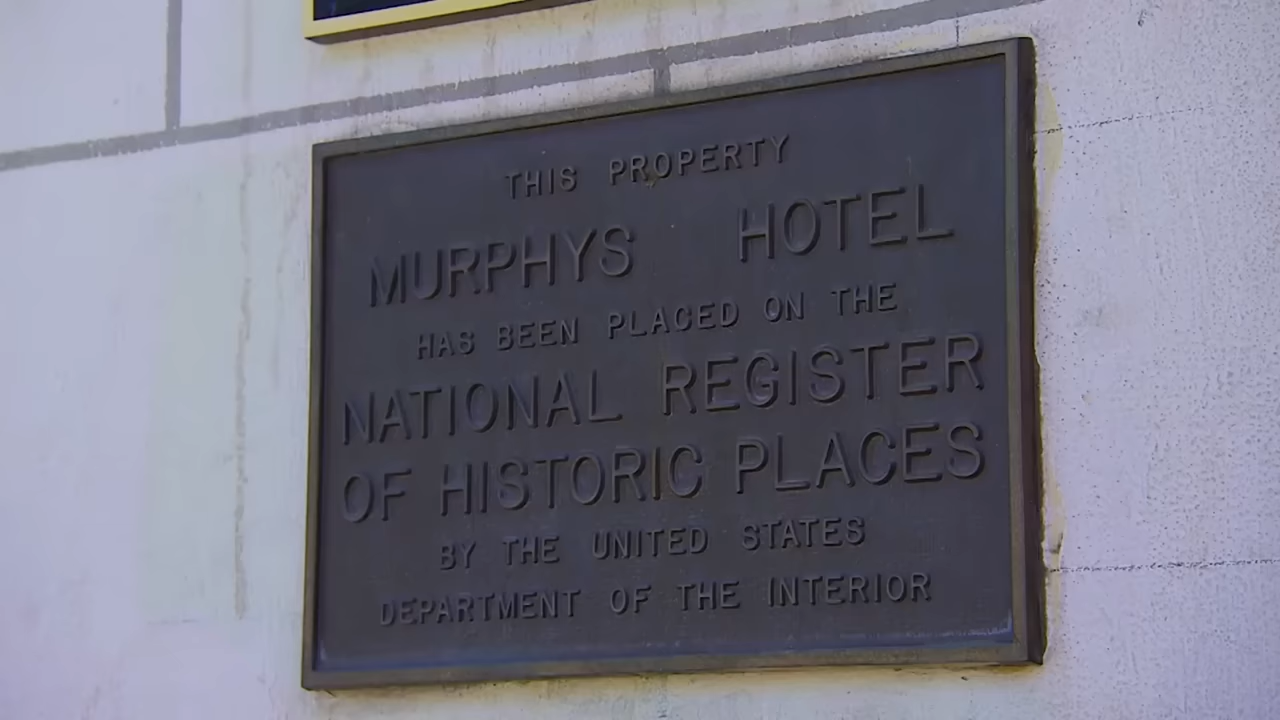 THIS PROPERTY
MURPHYS HOTEL
HAS BEEN PLACED ON THE
NATIONAL REGISTER
OF HISTORIC PLACES
BY THE UNITED STATES
DEPARTMENT OF THE INTERIOR